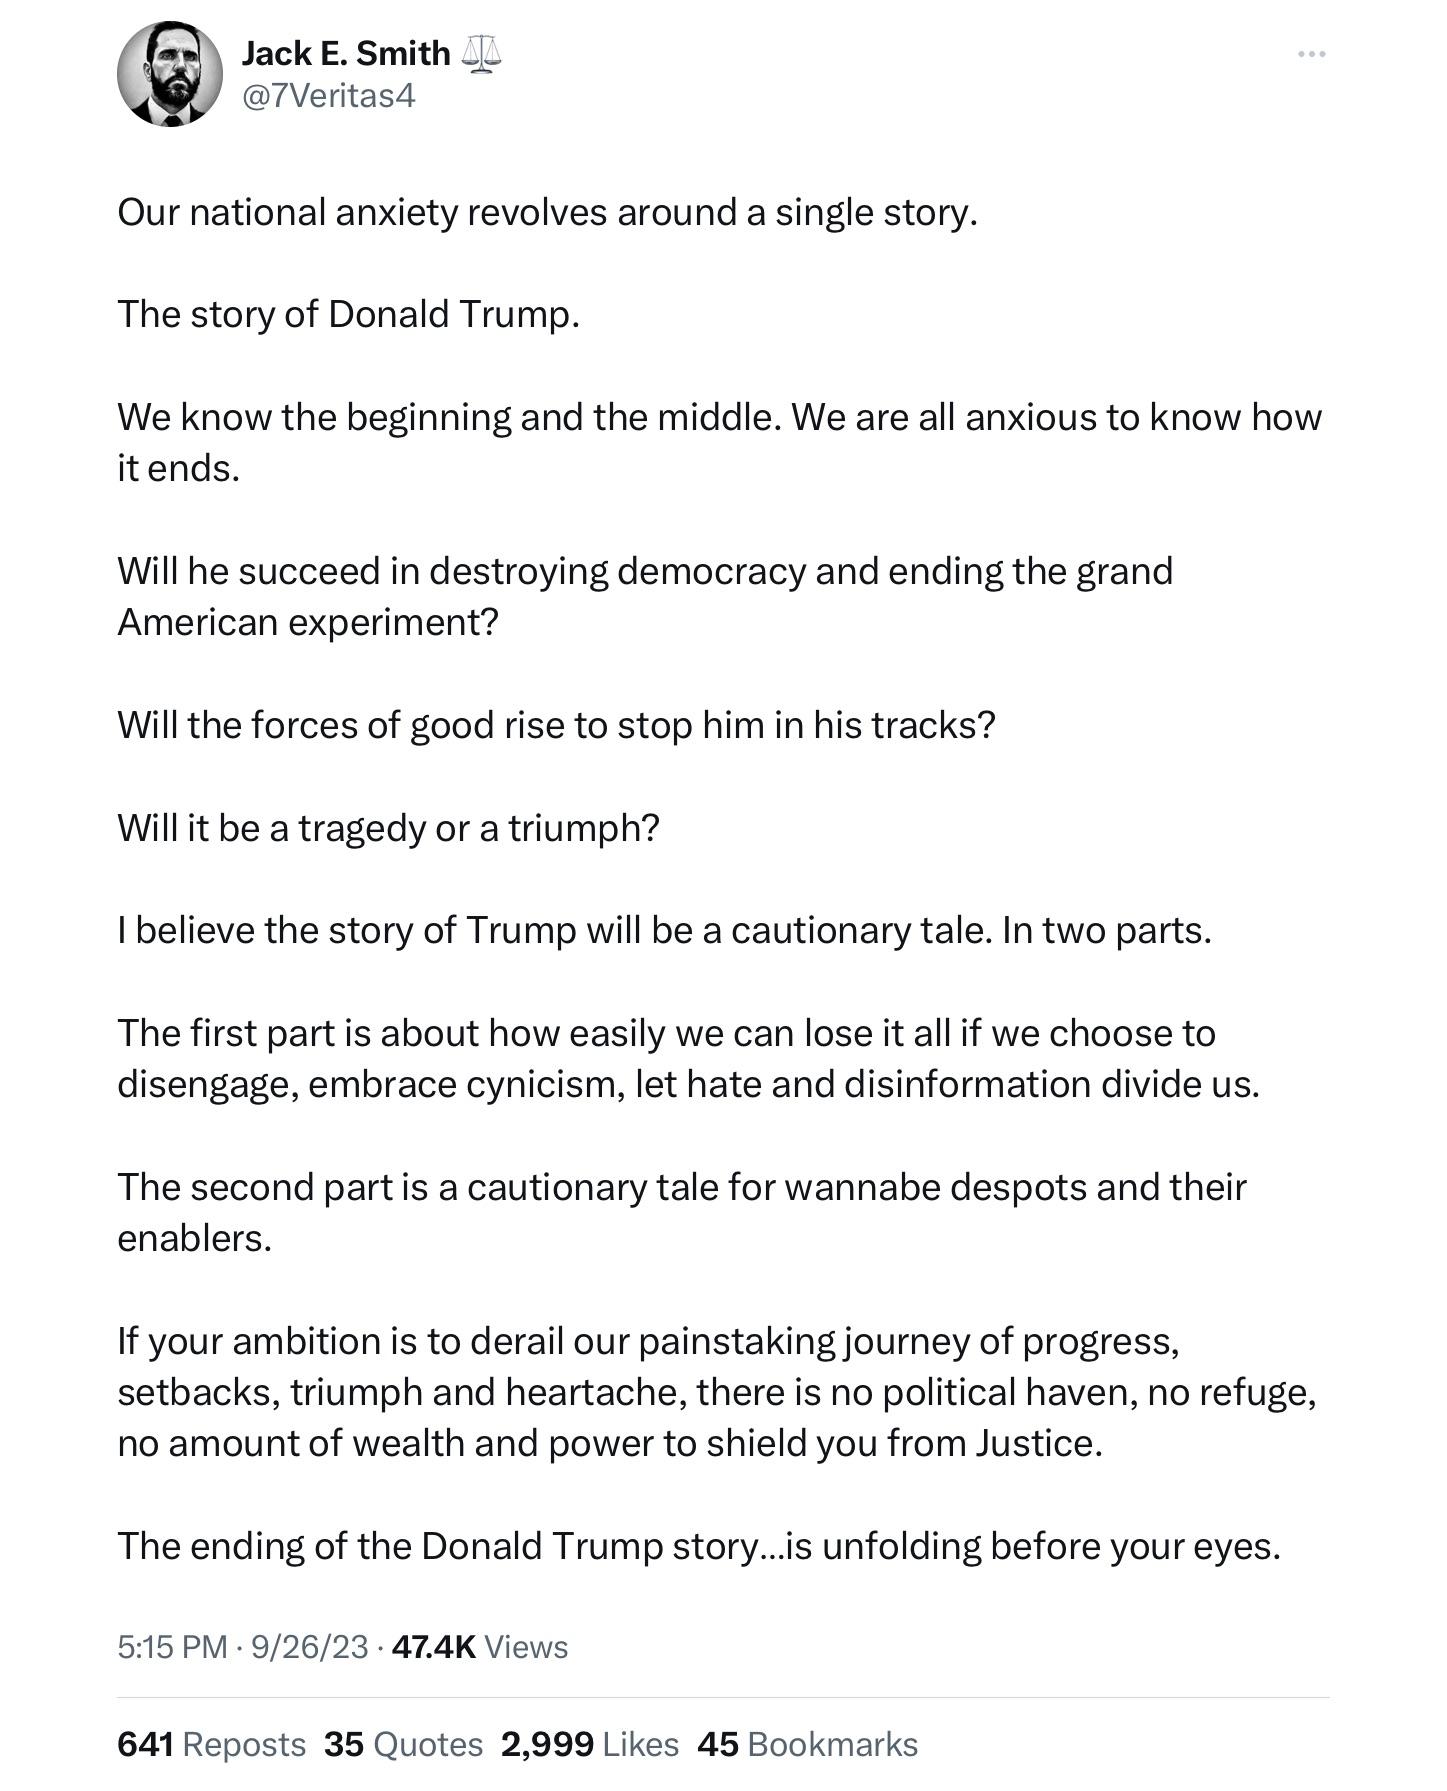 Jack E. Smith ⚖️
@7Veritas4
Our national anxiety revolves around a single story.
The story of Donald Trump.
We know the beginning and the middle. We are all anxious to know how
it ends.
Will he succeed in destroying democracy and ending the grand
American experiment?
Will the forces of good rise to stop him in his tracks?
Will it be a tragedy or a triumph?
I believe the story of Trump will be a cautionary tale. In two parts.
The first part is about how easily we can lose it all if we choose to
disengage, embrace cynicism, let hate and disinformation divide us.
The second part is a cautionary tale for wannabe despots and their
enablers.
If your ambition is to derail our painstaking journey of progress,
setbacks, triumph and heartache, there is no political haven, no refuge,
no amount of wealth and power to shield you from Justice.
The ending of the Donald Trump story...is unfolding before your eyes.
5:15 PM · 9/26/23 · 47.4K Views
641 Reposts 35 Quotes 2,999 Likes 45 Bookmarks